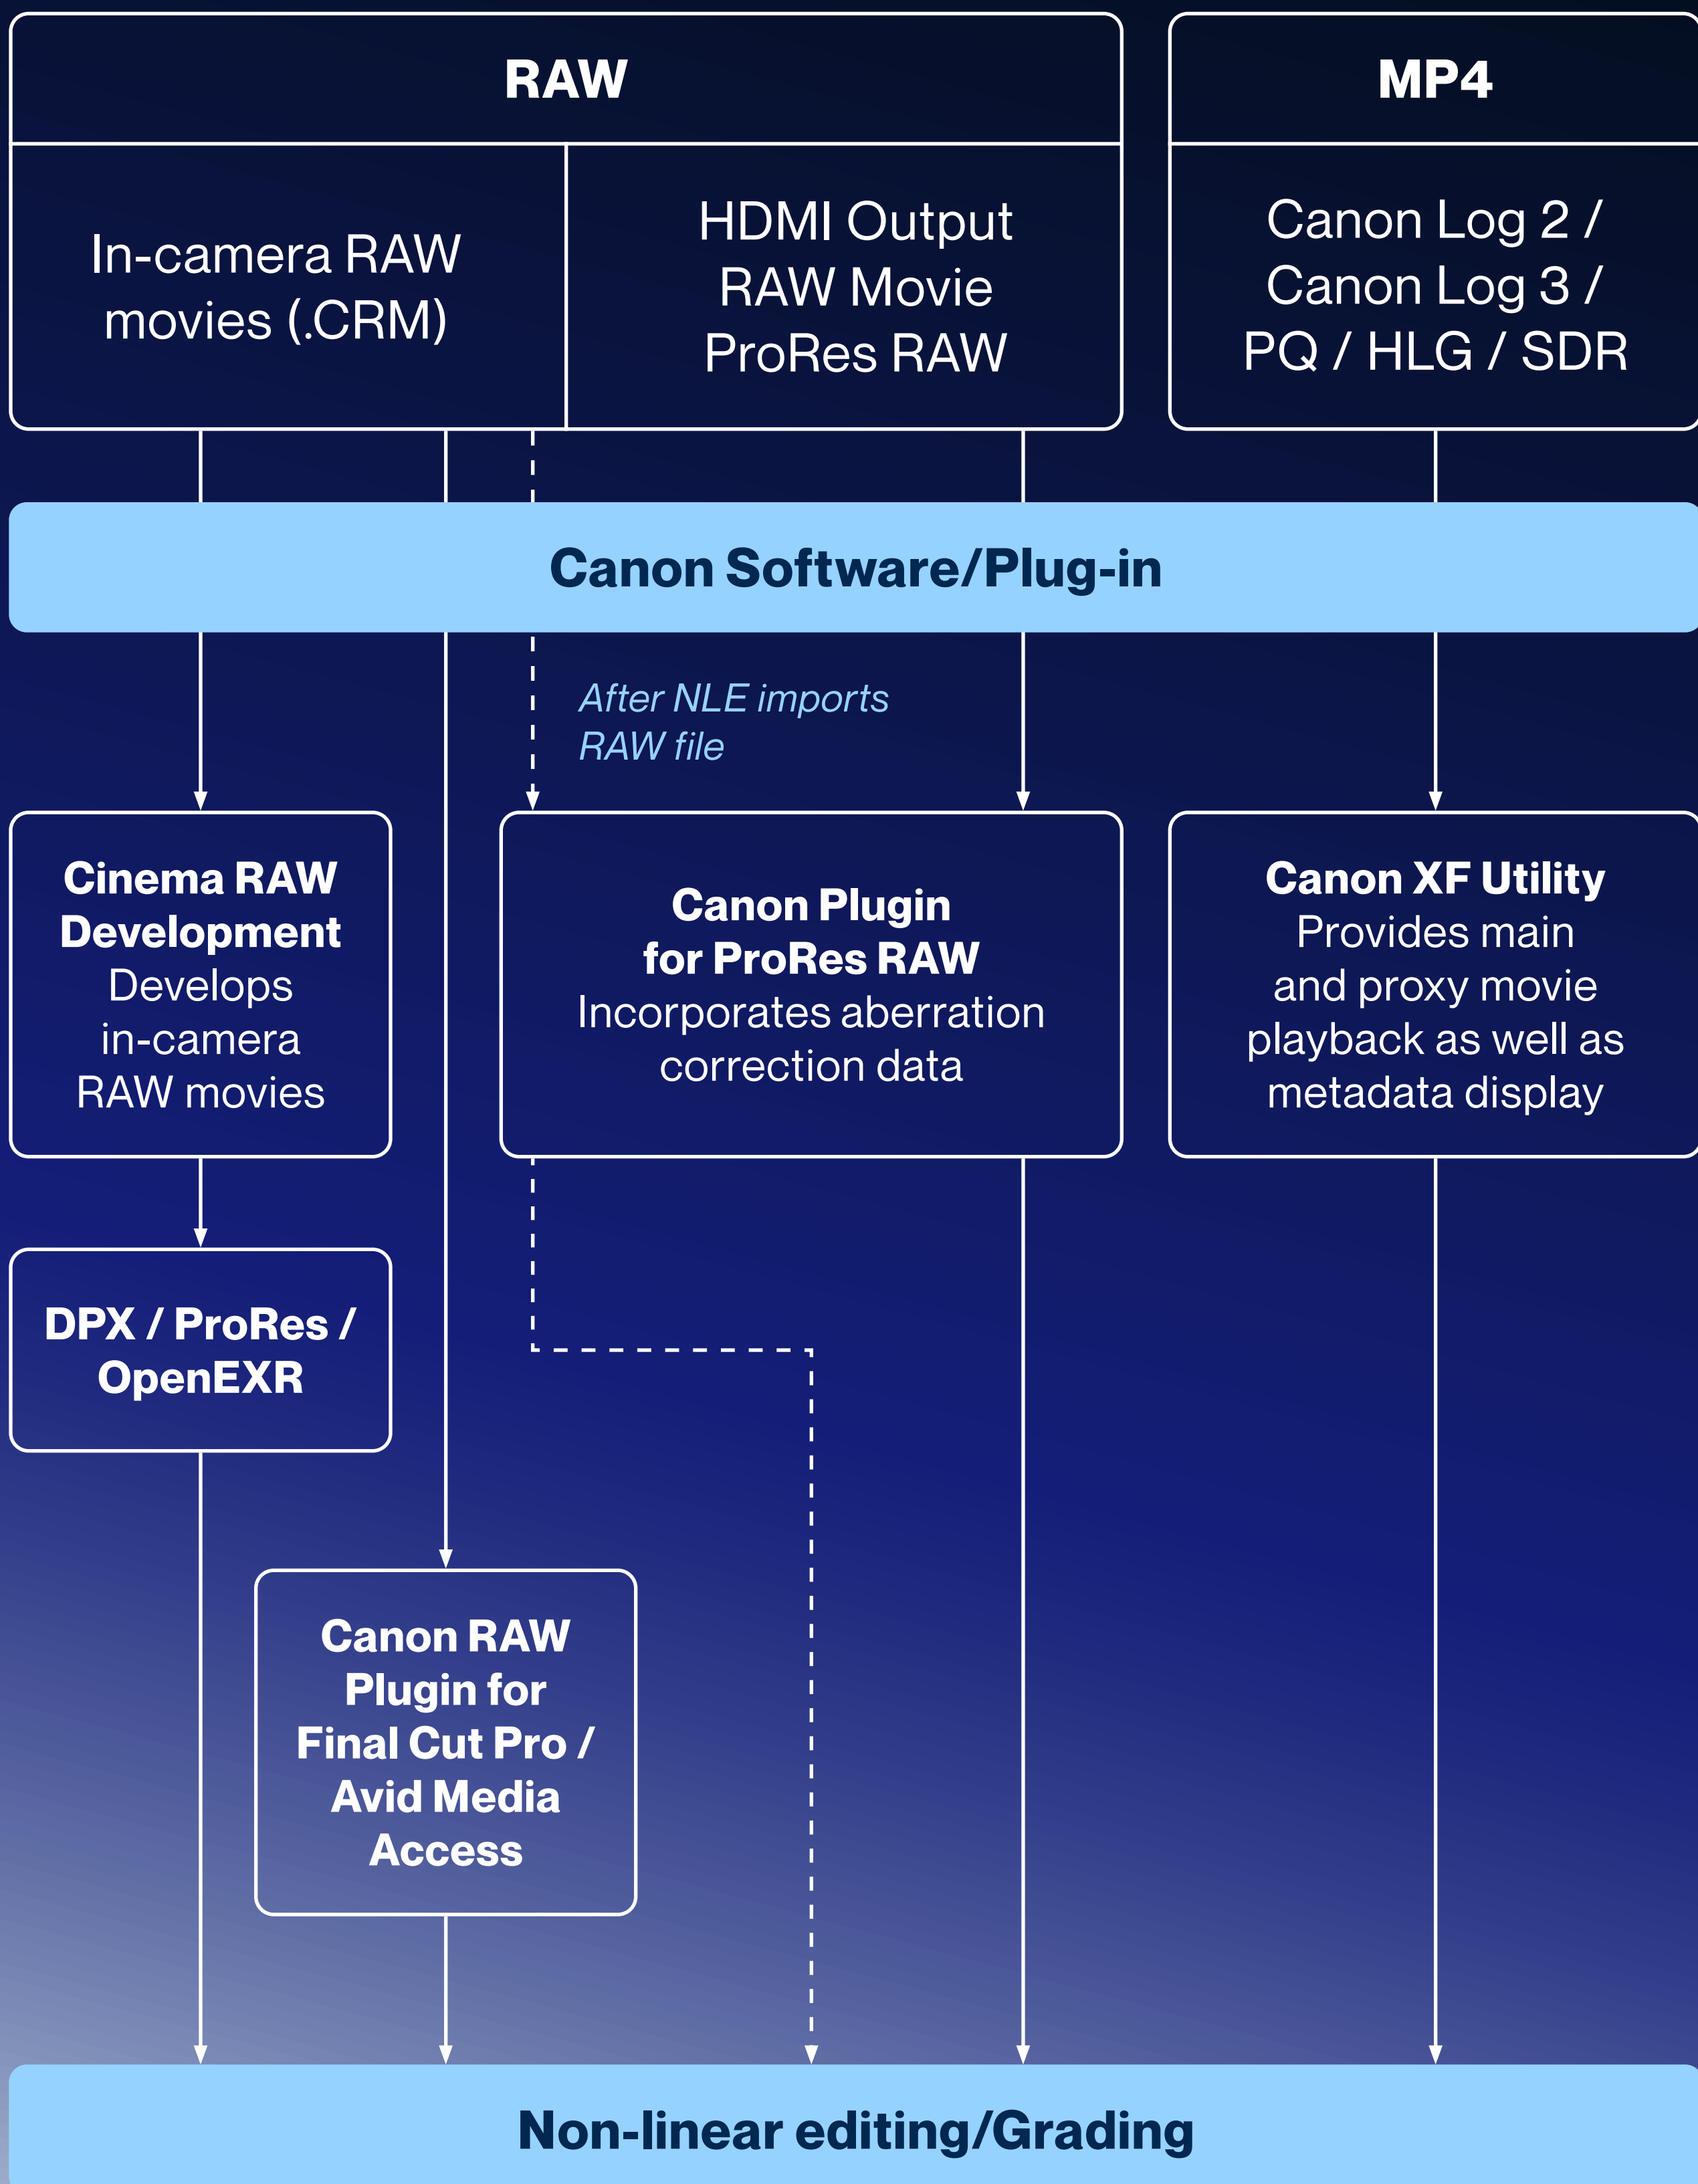 RAW
MP4
In-camera RAW
movies (.CRM)
HDMI Output
RAW Movie
ProRes RAW
Canon Log 2 /
Canon Log 3 /
PQ / HLG / SDR
Canon Software/Plug-in
After NLE imports
RAW file
Cinema RAW
Development
Develops
in-camera
RAW movies
Canon Plugin
for ProRes RAW
Incorporates aberration
correction data
Canon XF Utility
Provides main
and proxy movie
playback as well as
metadata display
DPX / ProRes /
OpenEXR
Canon RAW
Plugin for
Final Cut Pro /
Avid Media
Access
Non-linear editing/Grading